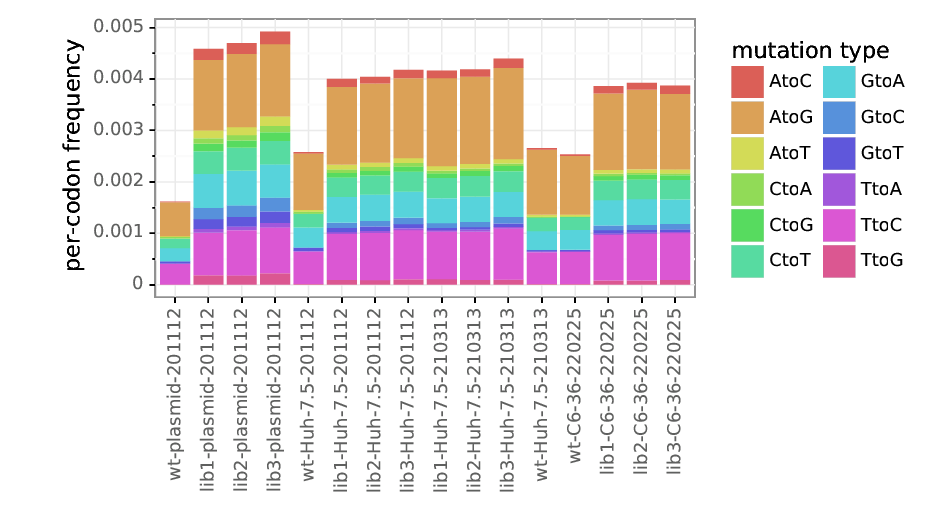 per-codon frequency
0.005
0.004
0.003
0.002
0.001
0
wt-plasmid-201112
lib1-plasmid-201112
lib2-plasmid-201112
lib3-plasmid-201112
wt-Huh-7.5-201112
lib1-Huh-7.5-201112
lib2-Huh-7.5-201112
lib3-Huh-7.5-201112
lib1-Huh-7.5-210313
lib2-Huh-7.5-210313
lib3-Huh-7.5-210313
wt-Huh-7.5-210313
wt-C6-36-220225
lib1-C6-36-220225
lib2-C6-36-220225
lib3-C6-36-220225
mutation type
AtoC
AtoG
AtoT
CtoA
CtoG
CtoT
GtoA
GtoC
GtoT
TtoA
TtoC
TtoG